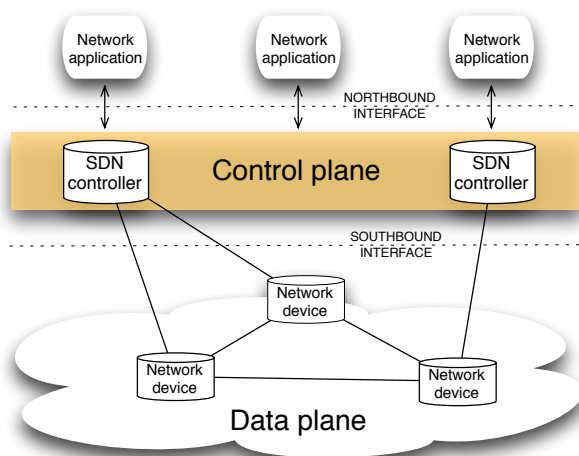 Network
application
Network
application
Network
application
NORTHBOUND
INTERFACE
SDN
controller
Control plane
SDN
controller
SOUTHBOUND
INTERFACE
Network
device
Network
device
Network
device
Data plane